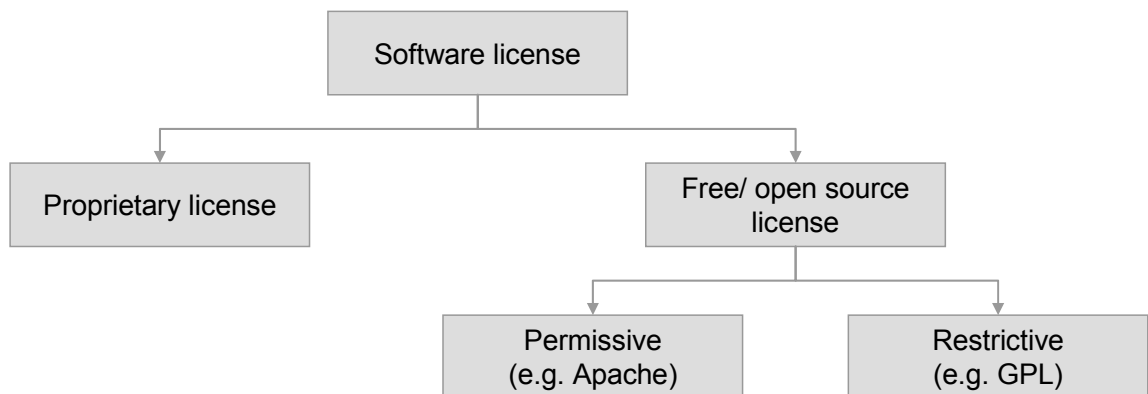 Software license
Proprietary license
Free/ open source
license
Permissive
(e.g. Apache)
Restrictive
(e.g. GPL)